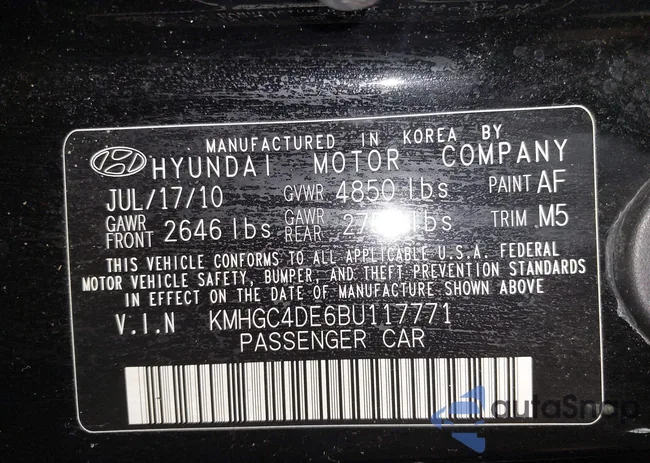 MANUFACTURED IN KOREA BY
HYUNDAI MOTOR COMPANY
JUL/17/10 GVWR 4850 lbs PAINT AF
GAWR FRONT 2646 lbs GAWR REAR lbs TRIM M5
THIS VEHICLE CONFORMS TO ALL APPLICABLE U.S.A. FEDERAL
MOTOR VEHICLE SAFETY, BUMPER, AND THEFT PREVENTION STANDARDS
IN EFFECT ON THE DATE OF MANUFACTURE SHOWN ABOVE
V.I.N KMHGC4DE6BU117771
PASSENGER CAR
autoSnap